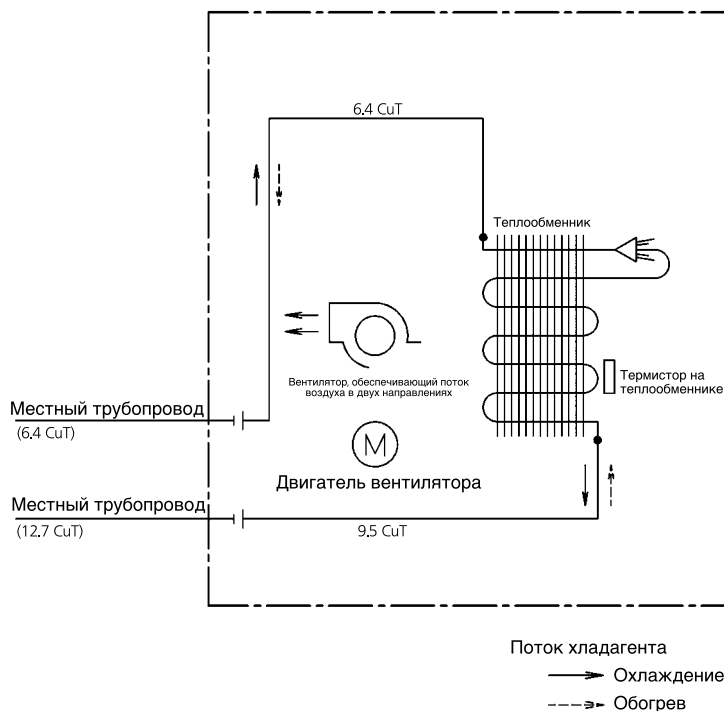 6.4 CuT
Теплообменник
Вентилятор, обеспечивающий поток
воздуха в двух направлениях
Термистор на
теплообменнике
Местный трубопровод
(6.4 CuT)
M
Двигатель вентилятора
Местный трубопровод
(12.7 CuT)
9.5 CuT
Поток хладагента
Охлаждение
Обогрев